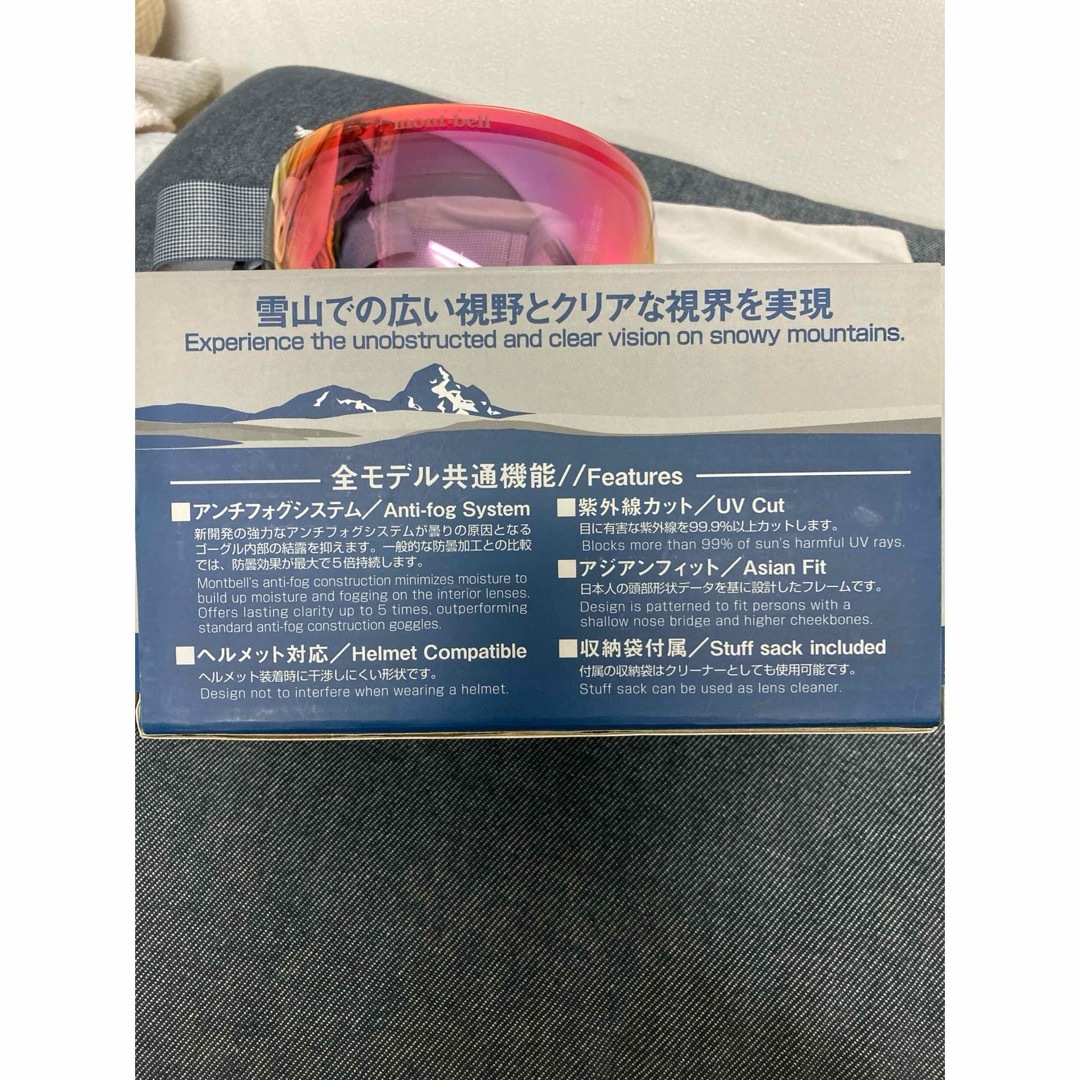 mont-bell
雪山での広い視野とクリアな視界を実現
Experience the unobstructed and clear vision on snowy mountains.
全モデル共通機能//Features
■アンチフォグシステム/Anti-fog System
新開発の強力なアンチフォグシステムが曇りの原因となる
ゴーグル内部の結露を抑えます。一般的な防曇加工との比較
では、防曇効果が最大で5倍持続します。
Montbell's anti-fog construction minimizes moisture to
build up moisture and fogging on the interior lenses.
Offers lasting clarity up to 5 times, outperforming
standard anti-fog construction goggles.
■ヘルメット対応/Helmet Compatible
ヘルメット装着時に干渉しにくい形状です。
Design not to interfere when wearing a helmet.
■紫外線カット/UV Cut
目に有害な紫外線を99.9%以上カットします。
Blocks more than 99% of sun's harmful UV rays.
■アジアンフィット/Asian Fit
日本人の頭部形状データを基に設計したフレームです。
Design is patterned to fit persons with a
shallow nose bridge and higher cheekbones.
■収納袋付属/Stuff sack included
付属の収納袋はクリーナーとしても使用可能です。
Stuff sack can be used as lens cleaner.